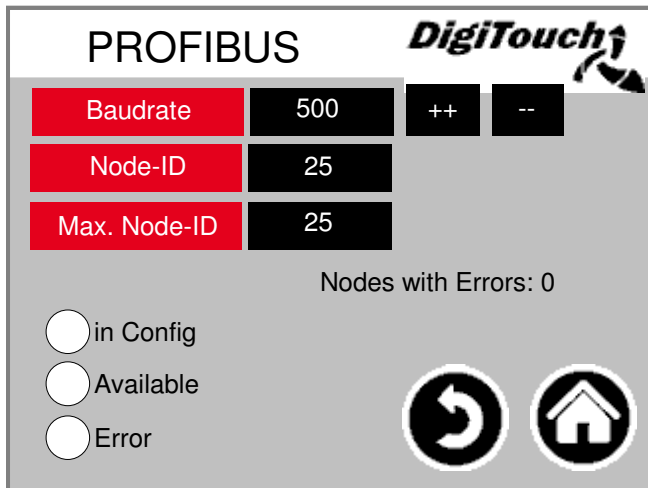 PROFIBUS
DigiTouch
Baudrate 500 ++ --
Node-ID 25
Max. Node-ID 25
Nodes with Errors: 0
in Config
Available
Error